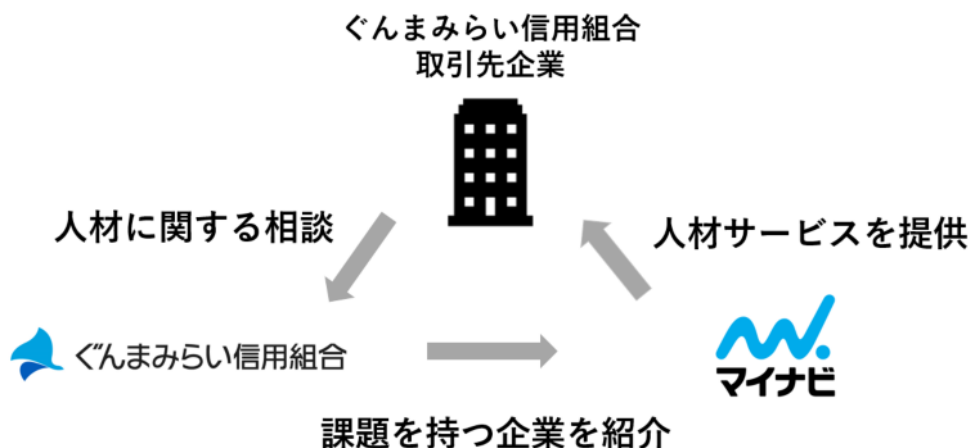 ぐんまみらい信用組合
取引先企業
人材に関する相談
人材サービスを提供
ぐんまみらい信用組合
マイナビ
課題を持つ企業を紹介